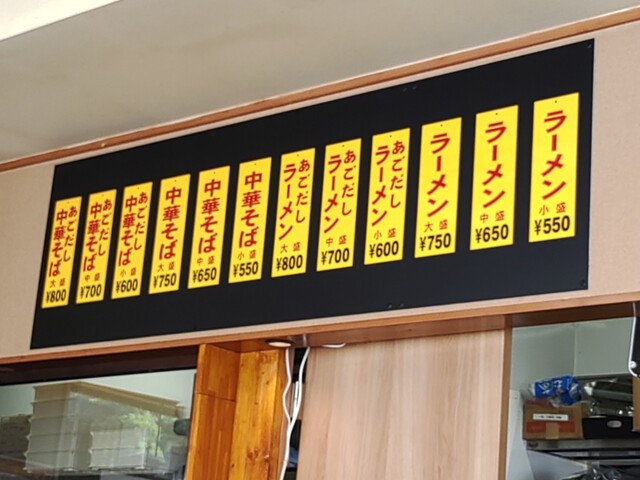 ラーメン 小盛 ¥550
ラーメン 中盛 ¥650
ラーメン 大盛 ¥750
あごだし
ラーメン 小盛 ¥600
あごだし
ラーメン 中盛 ¥700
あごだし
ラーメン 大盛 ¥800
中華そば 小盛 ¥550
中華そば 中盛 ¥650
中華そば 大盛 ¥750
あごだし
中華そば 小盛 ¥600
あごだし
中華そば 中盛 ¥700
あごだし
中華そば 大盛 ¥800